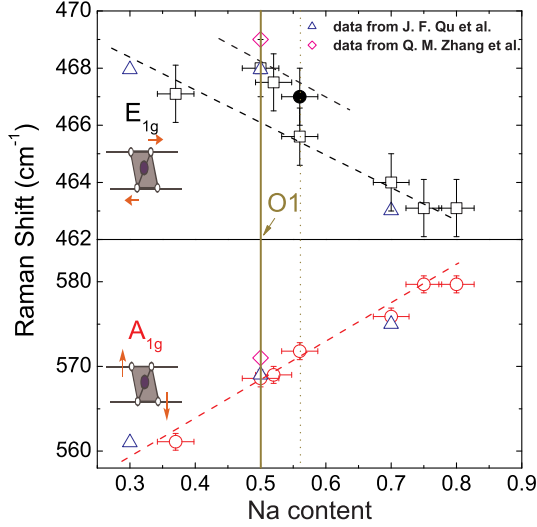 470
data from J. F. Qu et al.
data from Q. M. Zhang et al.
468
E1g
466
464
O1
462
Raman Shift (cm-1)
580
A1g
570
560
0.3 0.4 0.5 0.6 0.7 0.8 0.9
Na content